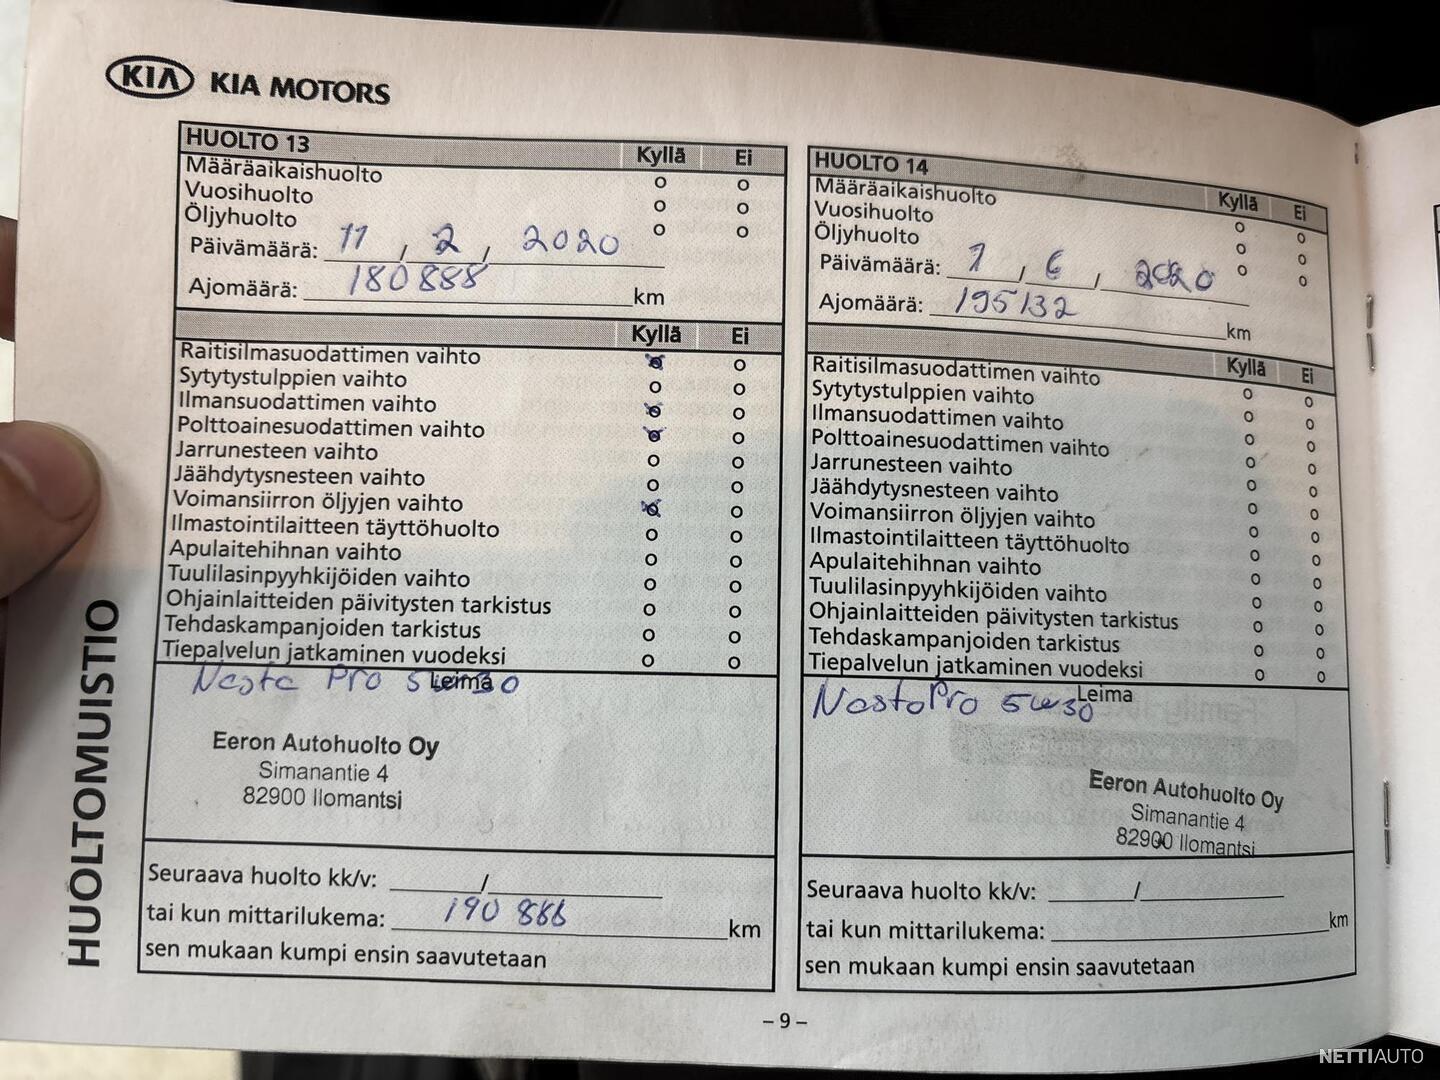 KIA KIA MOTORS
HUOLTOMUISTIO
HUOLTO 13 Kyllä Ei
Määräaikaishuolto o o
Vuosihuolto o o
Öljyhuolto o o
Päivämäärä: 11 / 2 / 2020
Ajomäärä: 180888 km
Kyllä Ei
Raitisilmasuodattimen vaihto x o
Sytytystulppien vaihto o o
Ilmansuodattimen vaihto x o
Polttoainesuodattimen vaihto x o
Jarrunesteen vaihto o o
Jäähdytysnesteen vaihto o o
Voimansiirron öljyjen vaihto x o
Ilmastointilaitteen täyttöhuolto o o
Apulaitehihnan vaihto o o
Tuulilasinpyyhkijöiden vaihto o o
Ohjainlaitteiden päivitysten tarkistus o o
Tehdaskampanjoiden tarkistus o o
Tiepalvelun jatkaminen vuodeksi o o
Leima
Neste Pro 5w30
Eeron Autohuolto Oy
Simanantie 4
82900 Ilomantsi
Seuraava huolto kk/v: /
tai kun mittarilukema: 190 888 km
sen mukaan kumpi ensin saavutetaan
HUOLTO 14 Kyllä Ei
Määräaikaishuolto o o
Vuosihuolto o o
Öljyhuolto o o
Päivämäärä: 1 / 6 / 2020
Ajomäärä: 195132 km
Kyllä Ei
Raitisilmasuodattimen vaihto o o
Sytytystulppien vaihto o o
Ilmansuodattimen vaihto o o
Polttoainesuodattimen vaihto o o
Jarrunesteen vaihto o o
Jäähdytysnesteen vaihto o o
Voimansiirron öljyjen vaihto o o
Ilmastointilaitteen täyttöhuolto o o
Apulaitehihnan vaihto o o
Tuulilasinpyyhkijöiden vaihto o o
Ohjainlaitteiden päivitysten tarkistus o o
Tehdaskampanjoiden tarkistus o o
Tiepalvelun jatkaminen vuodeksi o o
Leima
Neste Pro 5w30
Eeron Autohuolto Oy
Simanantie 4
82900 Ilomantsi
Seuraava huolto kk/v: /
tai kun mittarilukema: km
sen mukaan kumpi ensin saavutetaan
– 9 –
NETTIAUTO